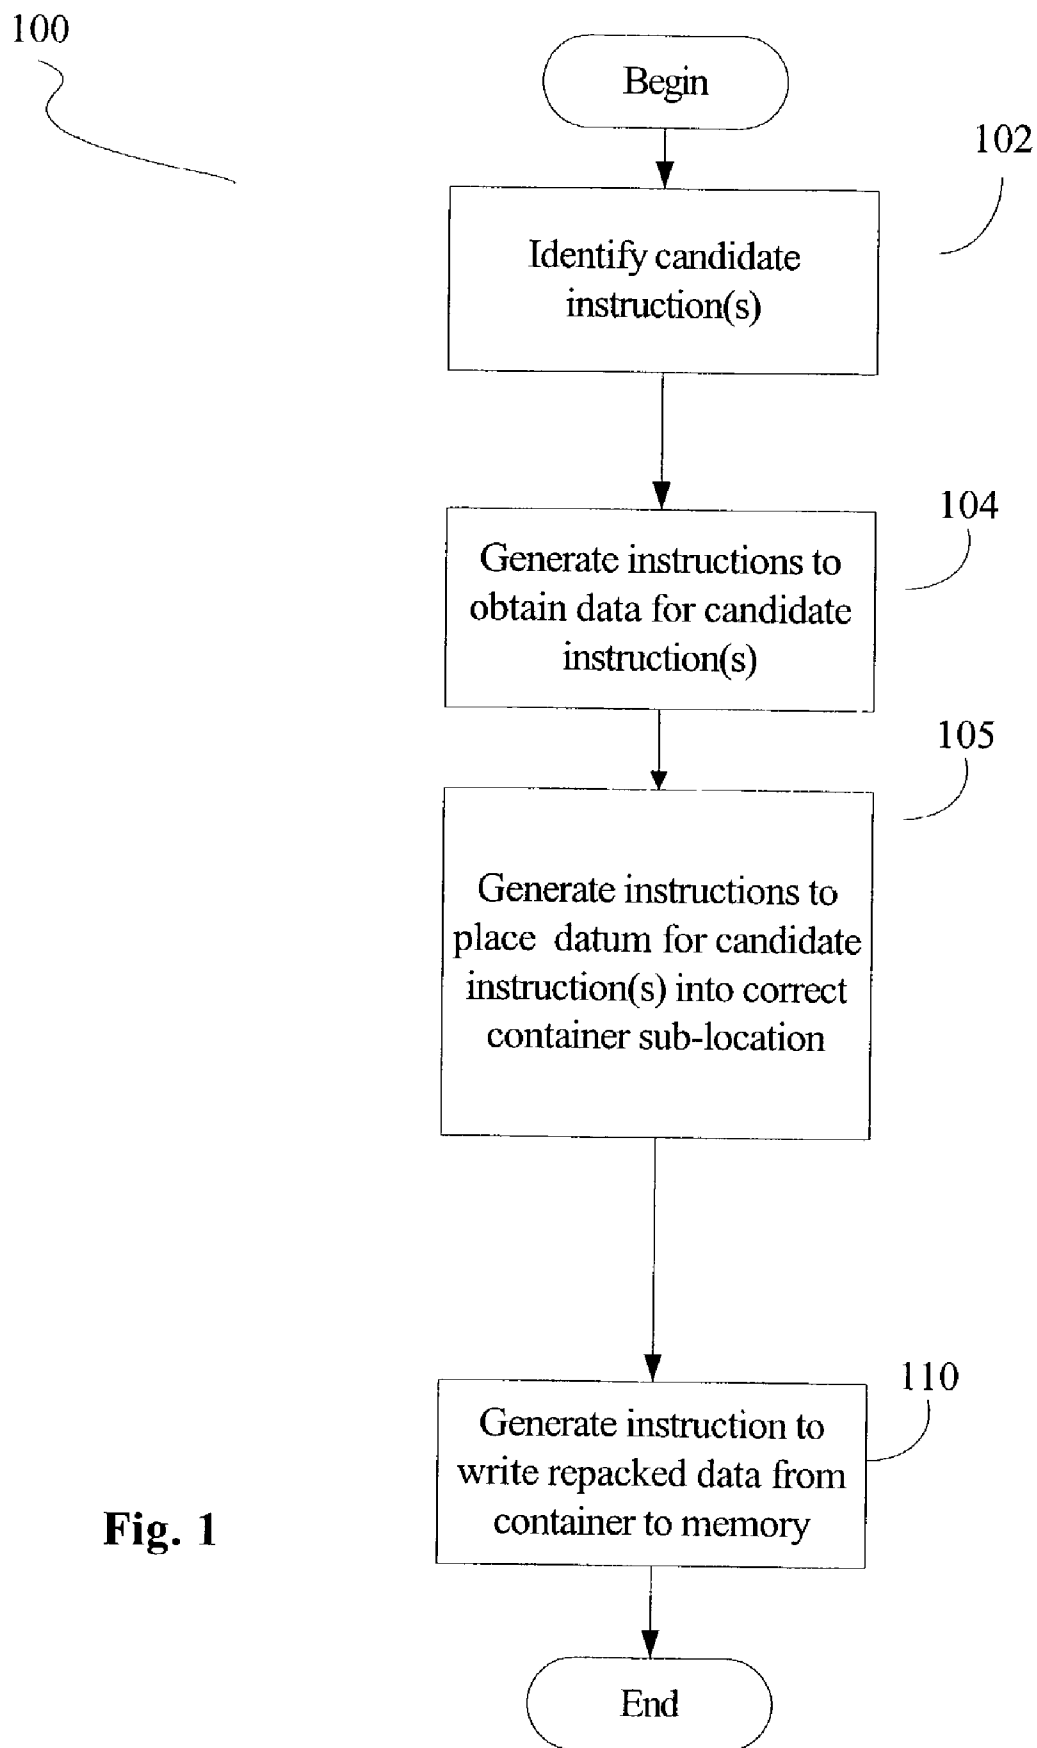 100
Begin
102
Identify candidate
instruction(s)
104
Generate instructions to
obtain data for candidate
instruction(s)
105
Generate instructions to
place datum for candidate
instruction(s) into correct
container sub-location
110
Generate instruction to
write repacked data from
container to memory
Fig. 1
End